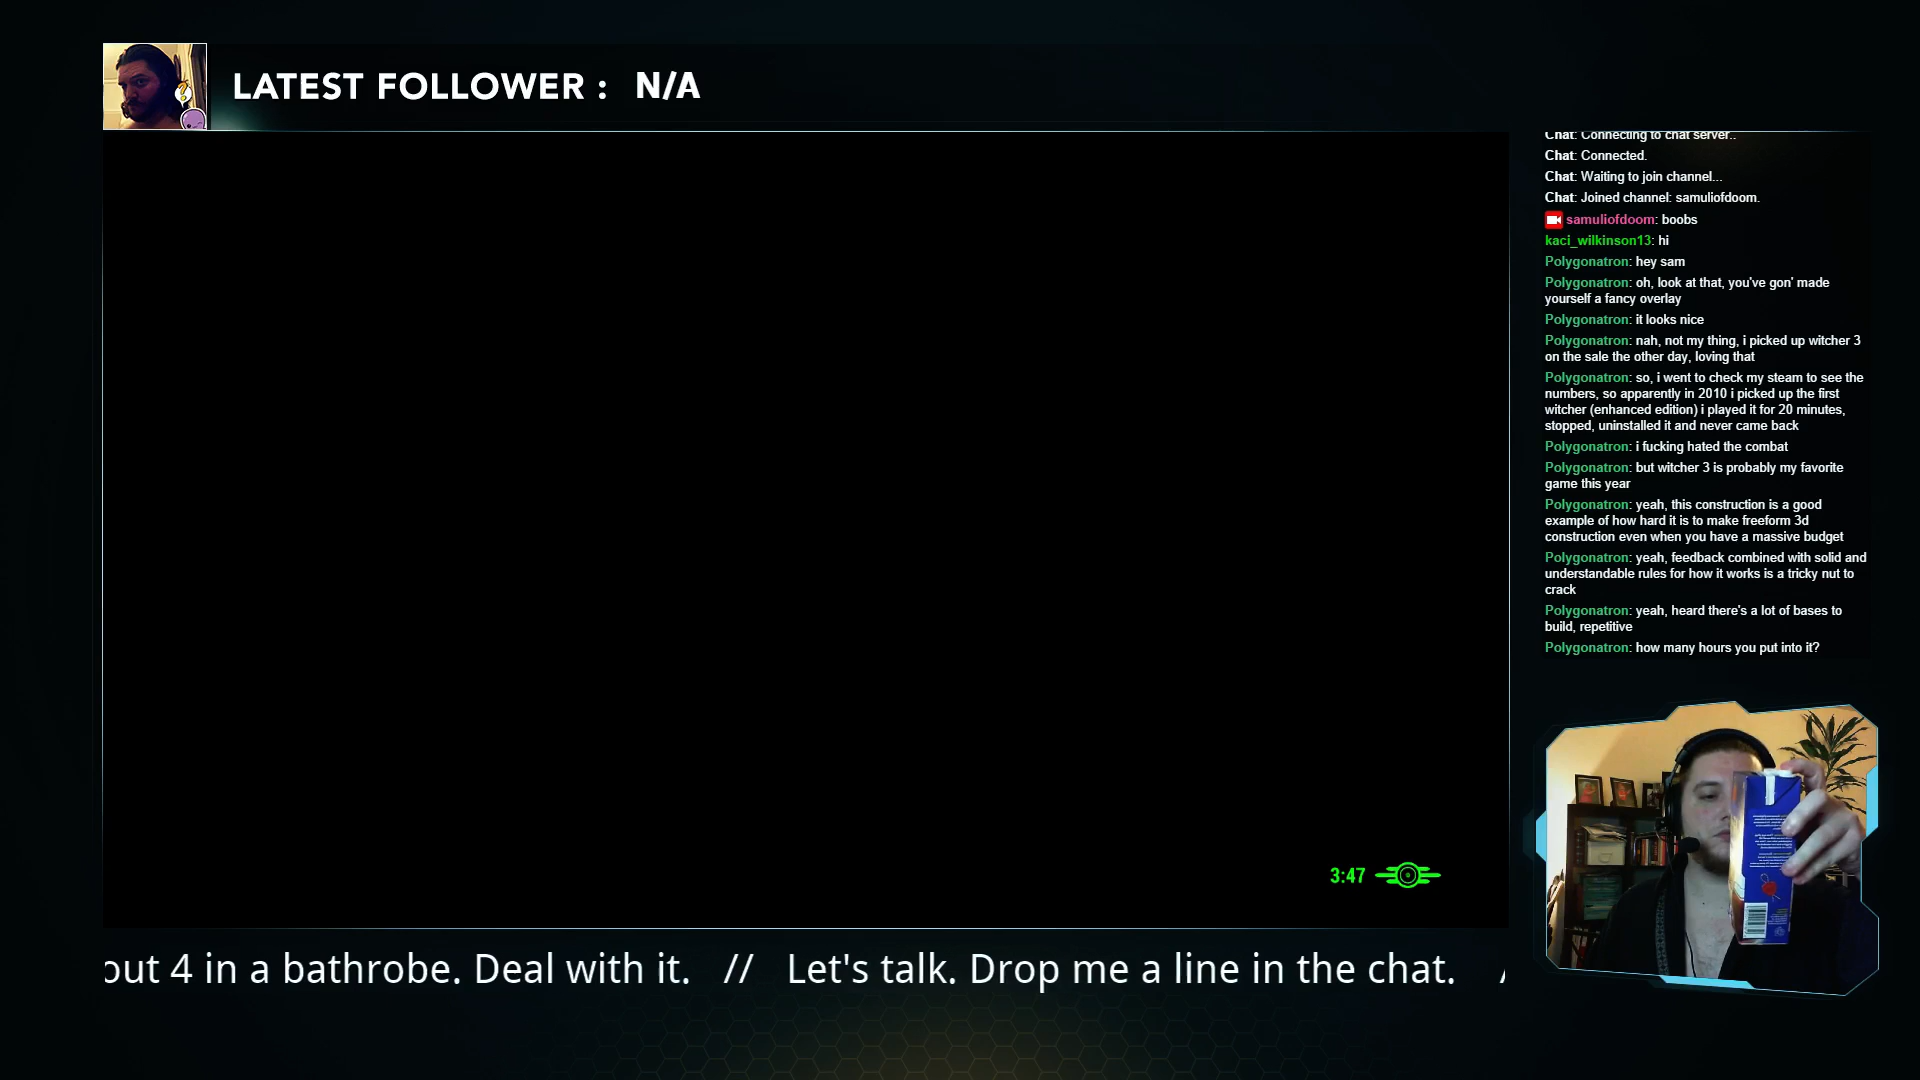 LATEST FOLLOWER : N/A
Chat: Connecting to chat server..
Chat: Connected.
Chat: Waiting to join channel...
Chat: Joined channel: samuliofdoom.
samuliofdoom: boobs
kaci_wilkinson13: hi
Polygonatron: hey sam
Polygonatron: oh, look at that, you've gon' made
yourself a fancy overlay
Polygonatron: it looks nice
Polygonatron: nah, not my thing, i picked up witcher 3
on the sale the other day, loving that
Polygonatron: so, i went to check my steam to see the
numbers, so apparently in 2010 i picked up the first
witcher (enhanced edition) i played it for 20 minutes,
stopped, uninstalled it and never came back
Polygonatron: i fucking hated the combat
Polygonatron: but witcher 3 is probably my favorite
game this year
Polygonatron: yeah, this construction is a good
example of how hard it is to make freeform 3d
construction even when you have a massive budget
Polygonatron: yeah, feedback combined with solid and
understandable rules for how it works is a tricky nut to
crack
Polygonatron: yeah, heard there's a lot of bases to
build, repetitive
Polygonatron: how many hours you put into it?
3:47
out 4 in a bathrobe. Deal with it. // Let's talk. Drop me a line in the chat. /